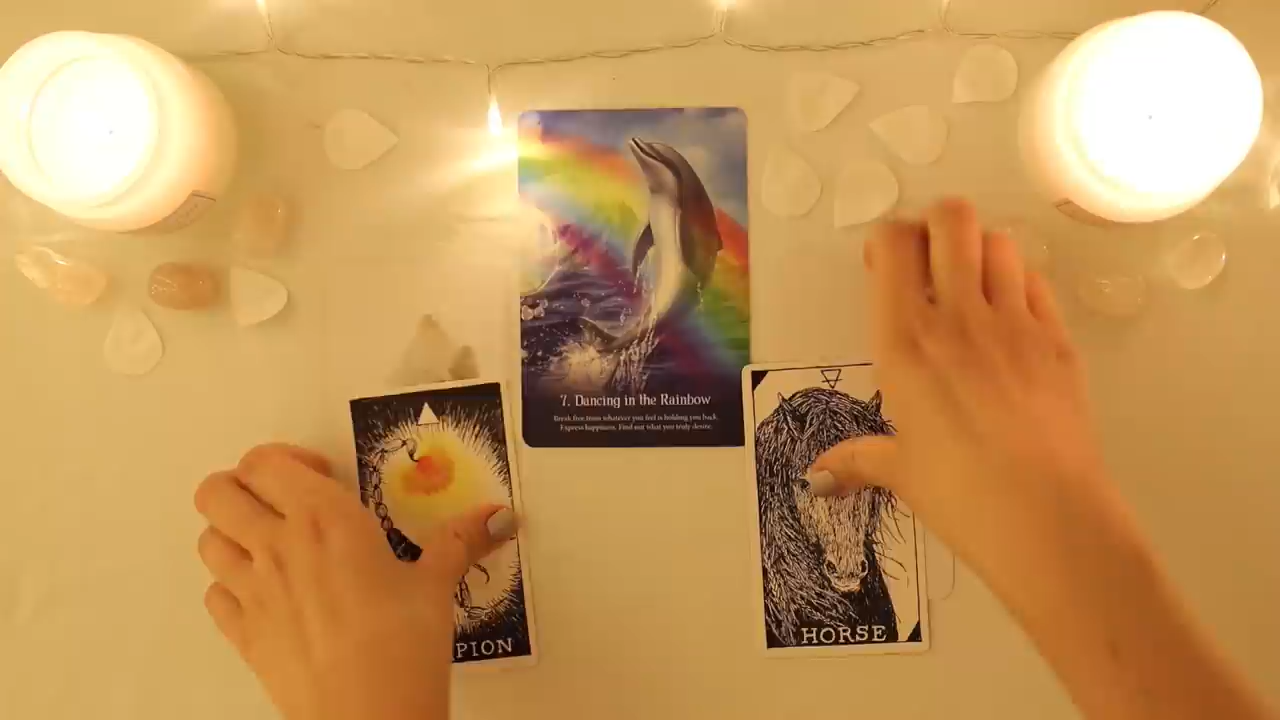 7. Dancing in the Rainbow
Break free from whatever you feel is holding you back.
Express happiness. Find out what you truly desire.
PION
HORSE